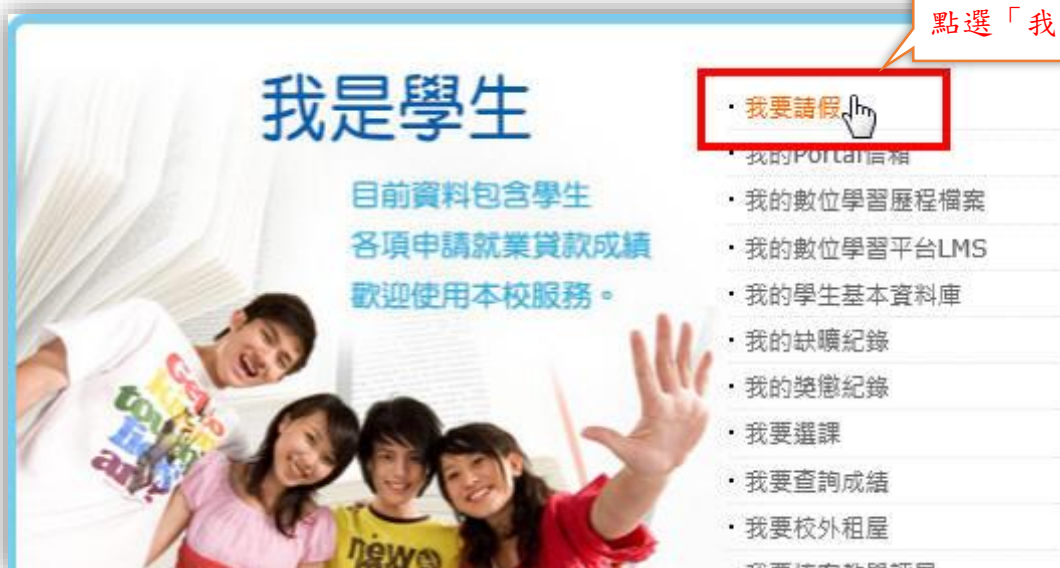 點選「我
我是學生
目前資料包含學生
各項申請就業貸款成績
歡迎使用本校服務。
・我要請假
・我的Portal信箱
・我的數位學習歷程檔案
・我的數位學習平台LMS
・我的學生基本資料庫
・我的缺曠紀錄
・我的獎懲紀錄
・我要選課
・我要查詢成績
・我要校外租屋
new